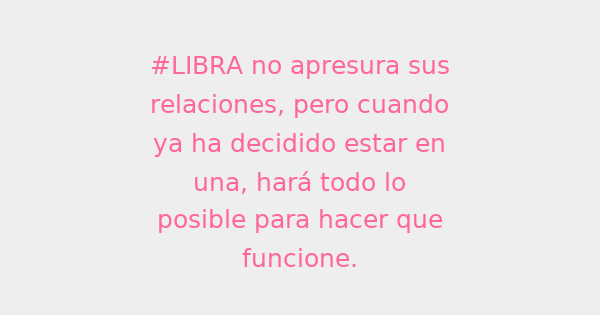 #LIBRA no apresura sus
relaciones, pero cuando
ya ha decidido estar en
una, hará todo lo
posible para hacer que
funcione.